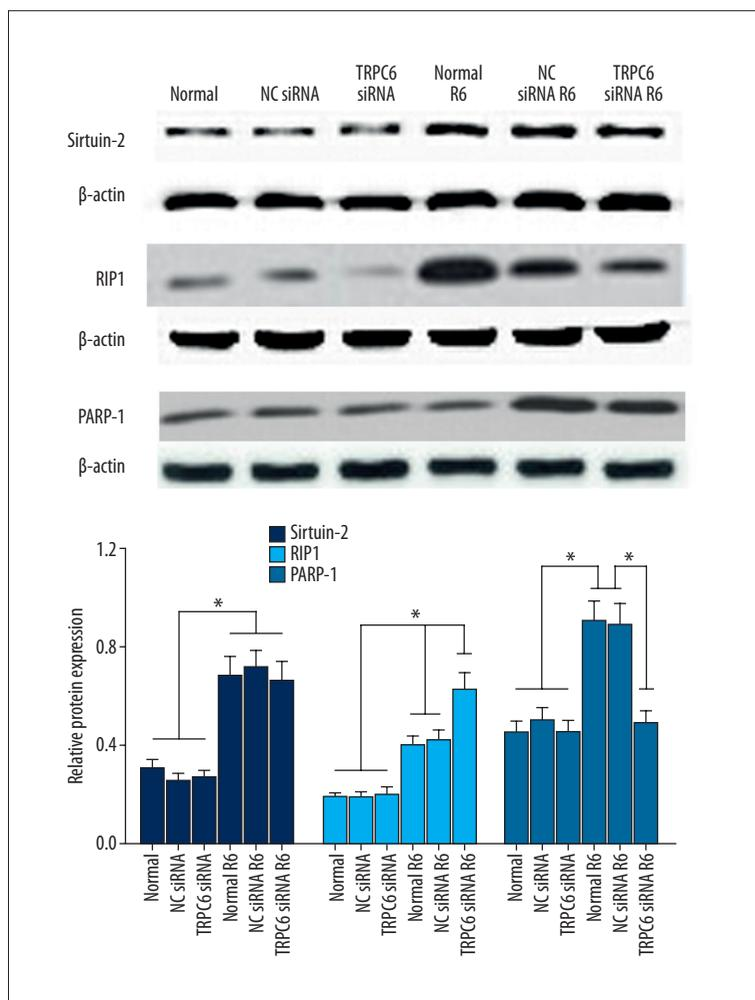 Normal
NC siRNA
TRPC6
siRNA
Normal
R6
NC
siRNA R6
TRPC6
siRNA R6
Sirtuin-2
β-actin
RIP1
β-actin
PARP-1
β-actin
Sirtuin-2
RIP1
PARP-1
Relative protein expression
1.2
0.8
0.4
0.0
*
*
*
*
Normal
NC siRNA
TRPC6 siRNA
Normal R6
NC siRNA R6
TRPC6 siRNA R6
Normal
NC siRNA
TRPC6 siRNA
Normal R6
NC siRNA R6
TRPC6 siRNA R6
Normal
NC siRNA
TRPC6 siRNA
Normal R6
NC siRNA R6
TRPC6 siRNA R6